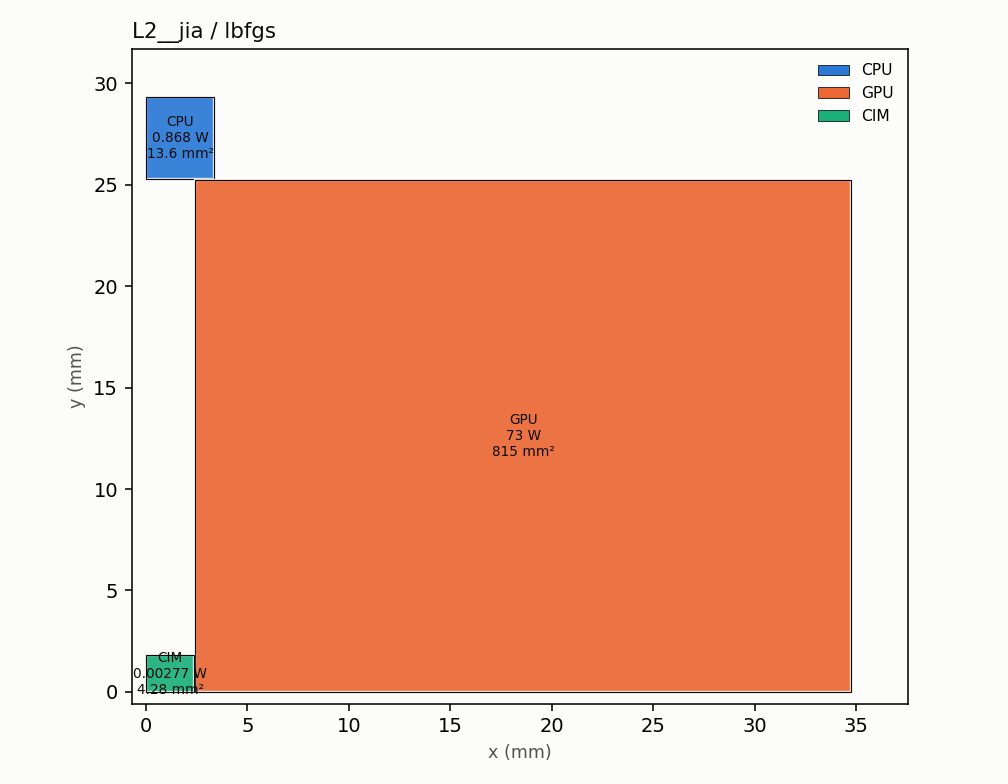 L2__jia / lbfgs
CPU
GPU
CIM
30
25
20
15
10
5
0
y (mm)
CPU
0.868 W
13.6 mm²
GPU
73 W
815 mm²
CIM
0.00277 W
4.28 mm²
0 5 10 15 20 25 30 35
x (mm)